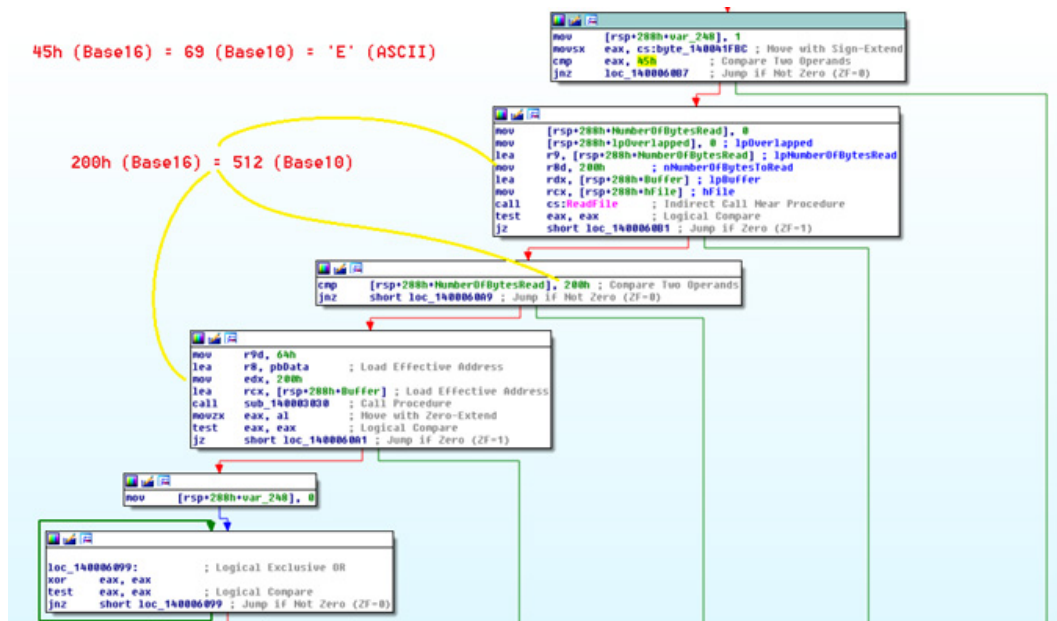 45h (Base16) = 69 (Base10) = 'E' (ASCII)
200h (Base16) = 512 (Base10)
mov [rsp+288h+var_248], 1
movsx eax, cs:byte_140041FBC ; Move with Sign-Extend
cmp eax, 45h ; Compare Two Operands
jnz loc_1400060B7 ; Jump if Not Zero (ZF=0)
mov [rsp+288h+NumberOfBytesRead], 0
mov [rsp+288h+lpOverlapped], 0 ; lpOverlapped
lea r9, [rsp+288h+NumberOfBytesRead] ; lpNumberOfBytesRead
mov r8d, 200h ; nNumberOfBytesToRead
lea rdx, [rsp+288h+Buffer] ; lpBuffer
mov rcx, [rsp+288h+hFile] ; hFile
call cs:ReadFile ; Indirect Call Near Procedure
test eax, eax ; Logical Compare
jz short loc_1400060B1 ; Jump if Zero (ZF=1)
cmp [rsp+288h+NumberOfBytesRead], 200h ; Compare Two Operands
jnz short loc_1400060A9 ; Jump if Not Zero (ZF=0)
mov r9d, 64h
lea r8, pbData ; Load Effective Address
mov edx, 200h
lea rcx, [rsp+288h+Buffer] ; Load Effective Address
call sub_140003030 ; Call Procedure
movzx eax, al ; Move with Zero-Extend
test eax, eax ; Logical Compare
jz short loc_1400060A1 ; Jump if Zero (ZF=1)
mov [rsp+288h+var_248], 0
loc_140006099: ; Logical Exclusive OR
xor eax, eax
test eax, eax ; Logical Compare
jnz short loc_140006099 ; Jump if Not Zero (ZF=0)